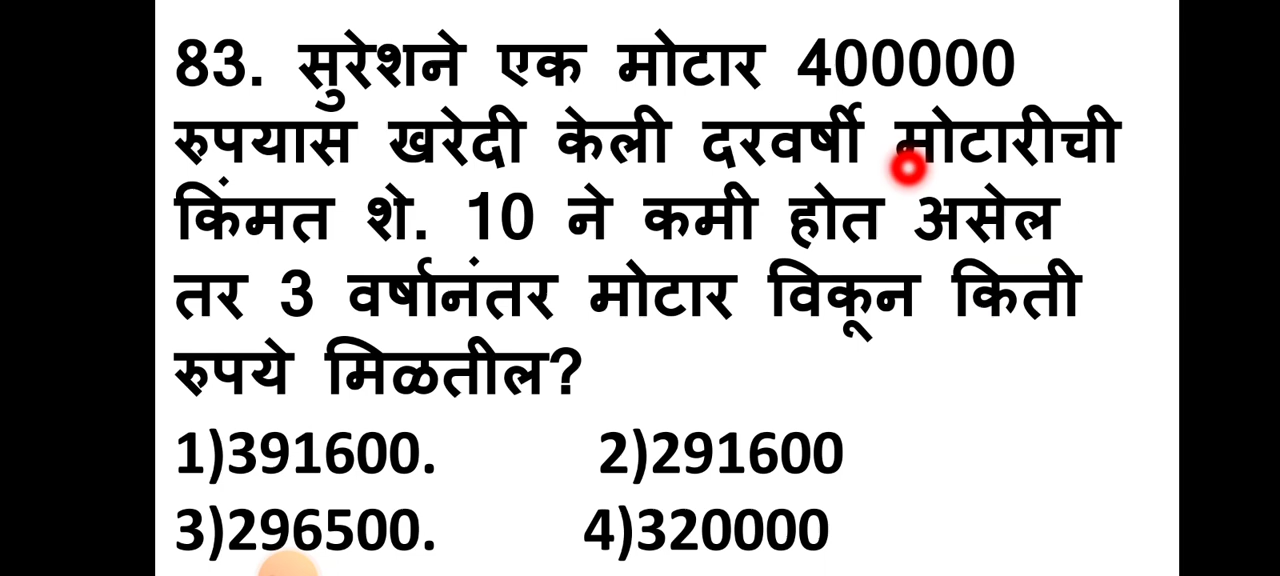 83. सुरेशने एक मोटार 400000
रुपयास खरेदी केली दरवर्षी मोटारीची
किंमत शे. 10 ने कमी होत असेल
तर 3 वर्षानंतर मोटार विकून किती
रुपये मिळतील?
1)391600. 2)291600
3)296500. 4)320000